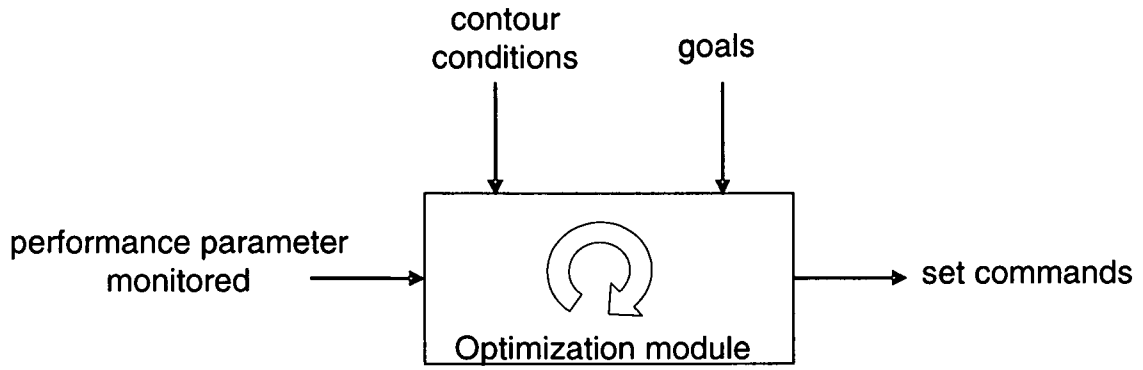 contour
conditions
goals
performance parameter
monitored
set commands
Optimization module